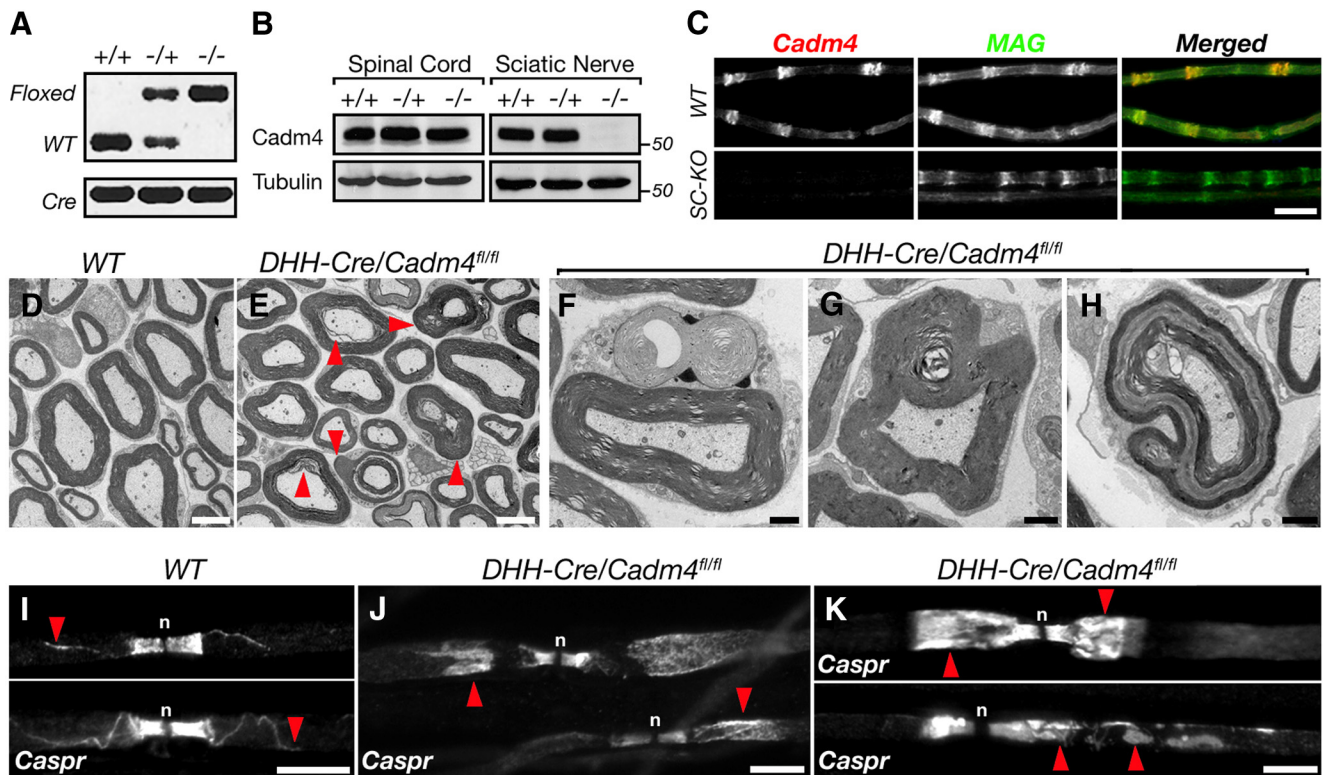 A
+/+ -/+ -/-
Floxed
WT
Cre
B
Spinal Cord Sciatic Nerve
+/+ -/+ -/- +/+ -/+ -/-
Cadm4
50
Tubulin
50
C
Cadm4 MAG Merged
WT
SC-KO
WT DHH-Cre/Cadm4fl/fl DHH-Cre/Cadm4fl/fl
D E F G H
WT DHH-Cre/Cadm4fl/fl DHH-Cre/Cadm4fl/fl
I
n
n
Caspr
J
n
n
Caspr
K
n
Caspr
n
Caspr